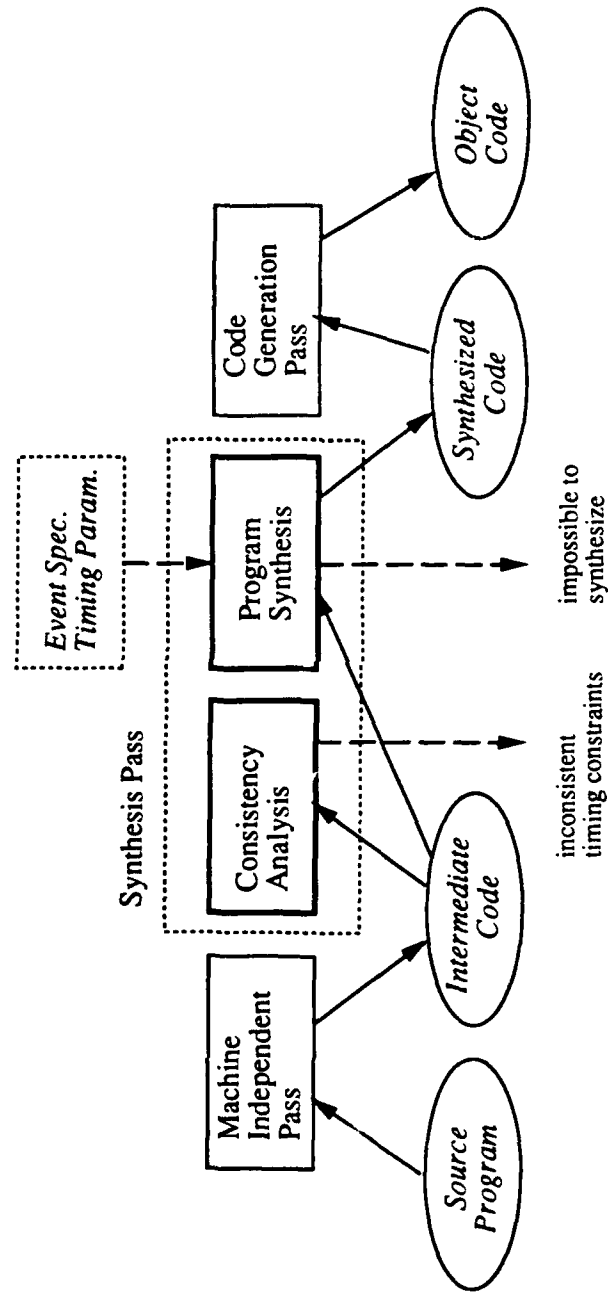 Event Spec.
Timing Param.
Synthesis Pass
Machine
Independent
Pass
Consistency
Analysis
Program
Synthesis
Code
Generation
Pass
Source
Program
Intermediate
Code
Synthesized
Code
Object
Code
inconsistent
timing constraints
impossible to
synthesize